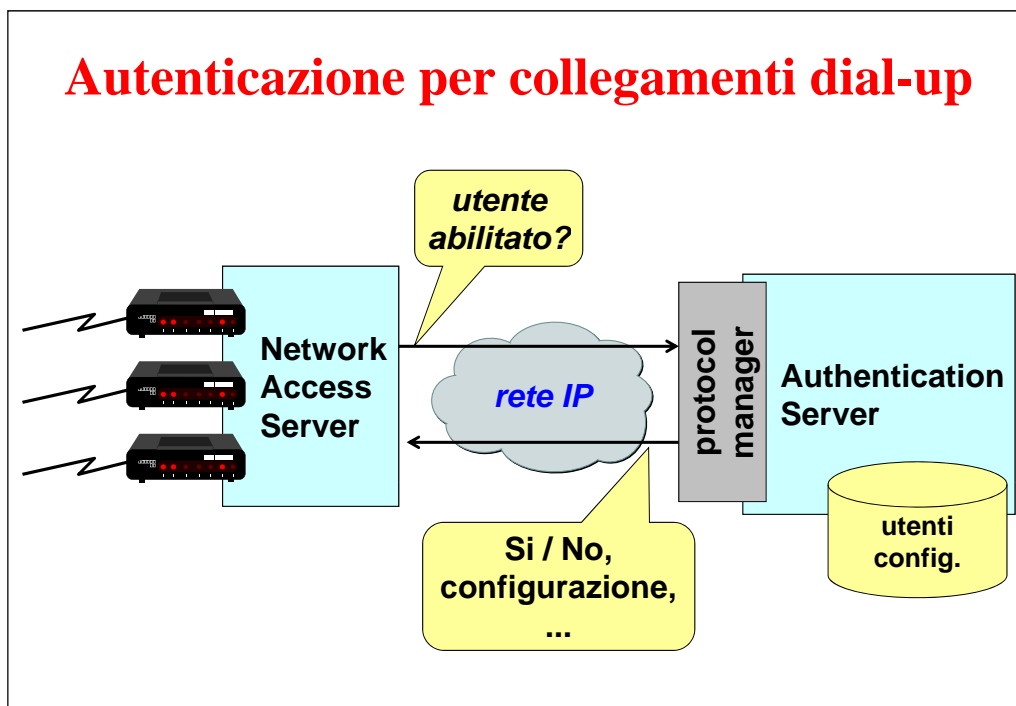 Autenticazione per collegamenti dial-up
utente
abilitato?
Network
Access
Server
rete IP
protocol
manager
Authentication
Server
utenti
config.
Si / No,
configurazione,
...